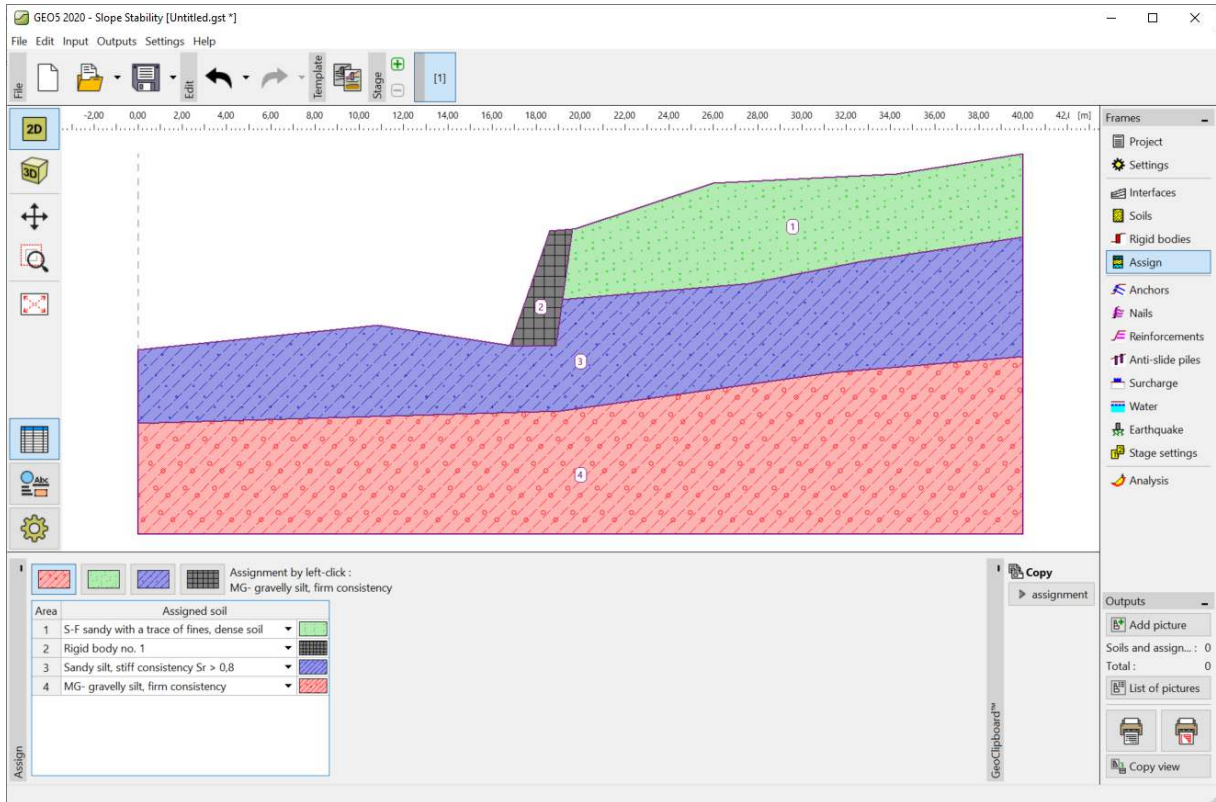 GEO5 2020 - Slope Stability [Untitled.gst *]
File Edit Input Outputs Settings Help
File
Edit
Template
Stage
[1]
2D
3D
-2,00 0,00 2,00 4,00 6,00 8,00 10,00 12,00 14,00 16,00 18,00 20,00 22,00 24,00 26,00 28,00 30,00 32,00 34,00 36,00 38,00 40,00 42,( [m]
1
2
3
4
Frames
Project
Settings
Interfaces
Soils
Rigid bodies
Assign
Anchors
Nails
Reinforcements
Anti-slide piles
Surcharge
Water
Earthquake
Stage settings
Analysis
Abc
Assign
Assignment by left-click :
MG- gravelly silt, firm consistency
Area Assigned soil
1 S-F sandy with a trace of fines, dense soil
2 Rigid body no. 1
3 Sandy silt, stiff consistency Sr > 0,8
4 MG- gravelly silt, firm consistency
GeoClipboard™
Copy
assignment
Outputs
Add picture
Soils and assign... : 0
Total : 0
List of pictures
Copy view